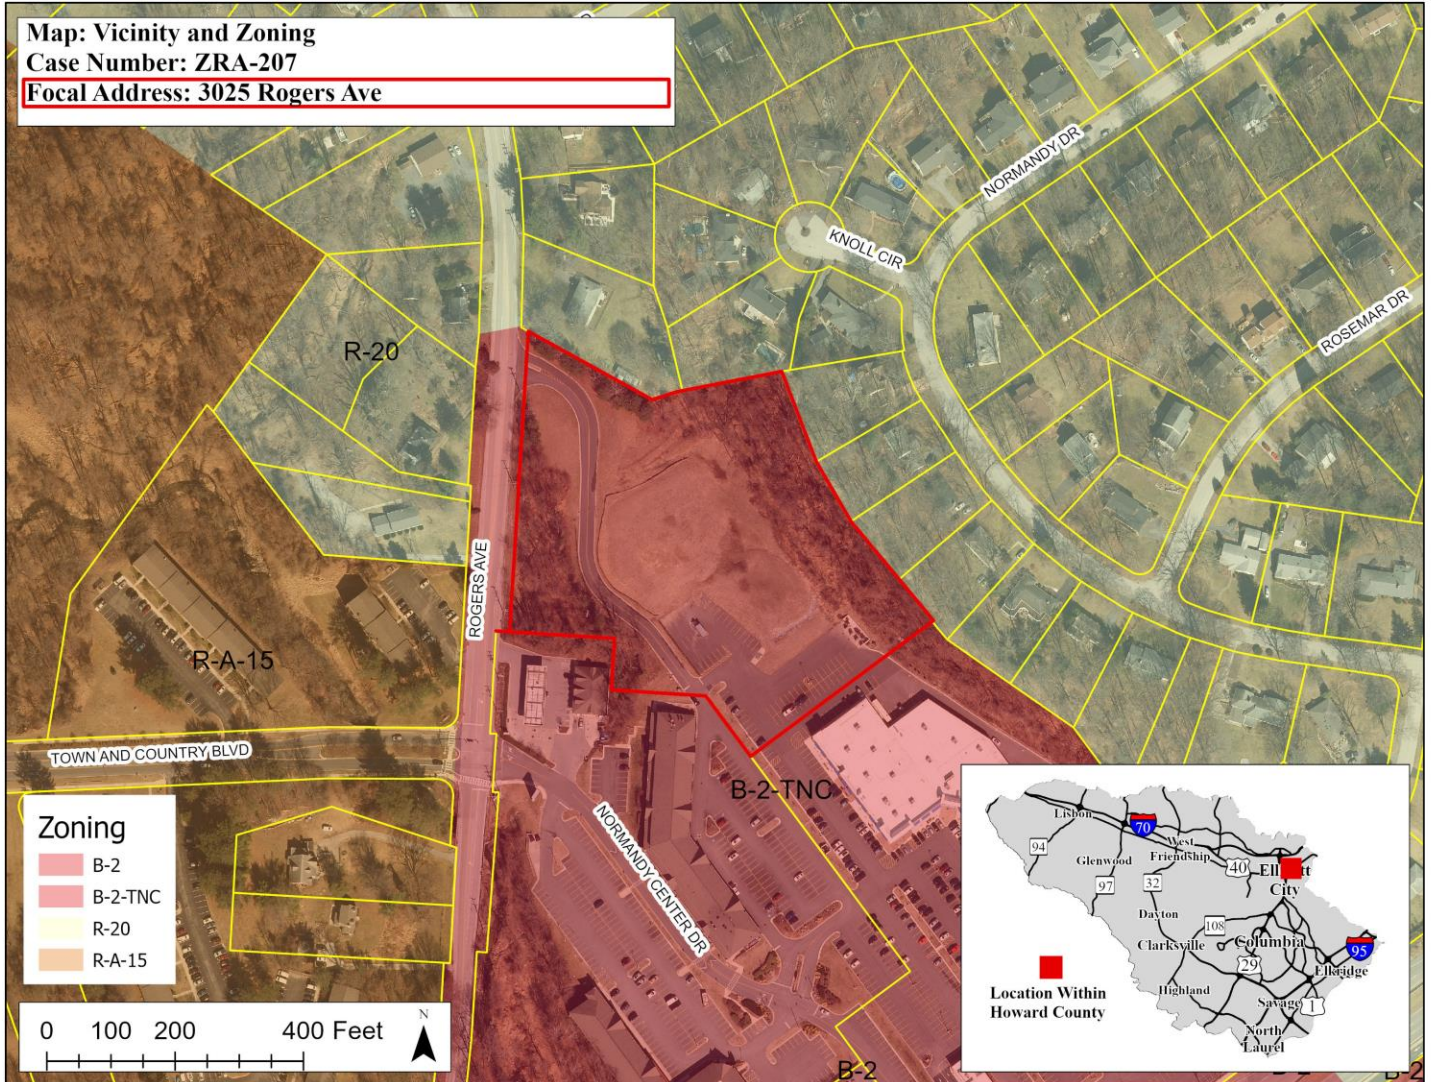 Map: Vicinity and Zoning
Case Number: ZRA-207
Focal Address: 3025 Rogers Ave
NORMANDY DR
KNOLL CIR
ROSEMAR DR
R-20
ROGERS AVE
R-A-15
TOWN AND COUNTRY BLVD
B-2-TNC
NORMANDY CENTER DR
Zoning
B-2
B-2-TNC
R-20
R-A-15
0 100 200 400 Feet
N
Lisbon
70
94
West
Friendship
Glenwood
40
97
32
City
Dayton
108
Clarksville
Columbia
95
29
Elkridge
Highland
Savage
1
North
Laurel
Location Within
Howard County
B-2
B-2